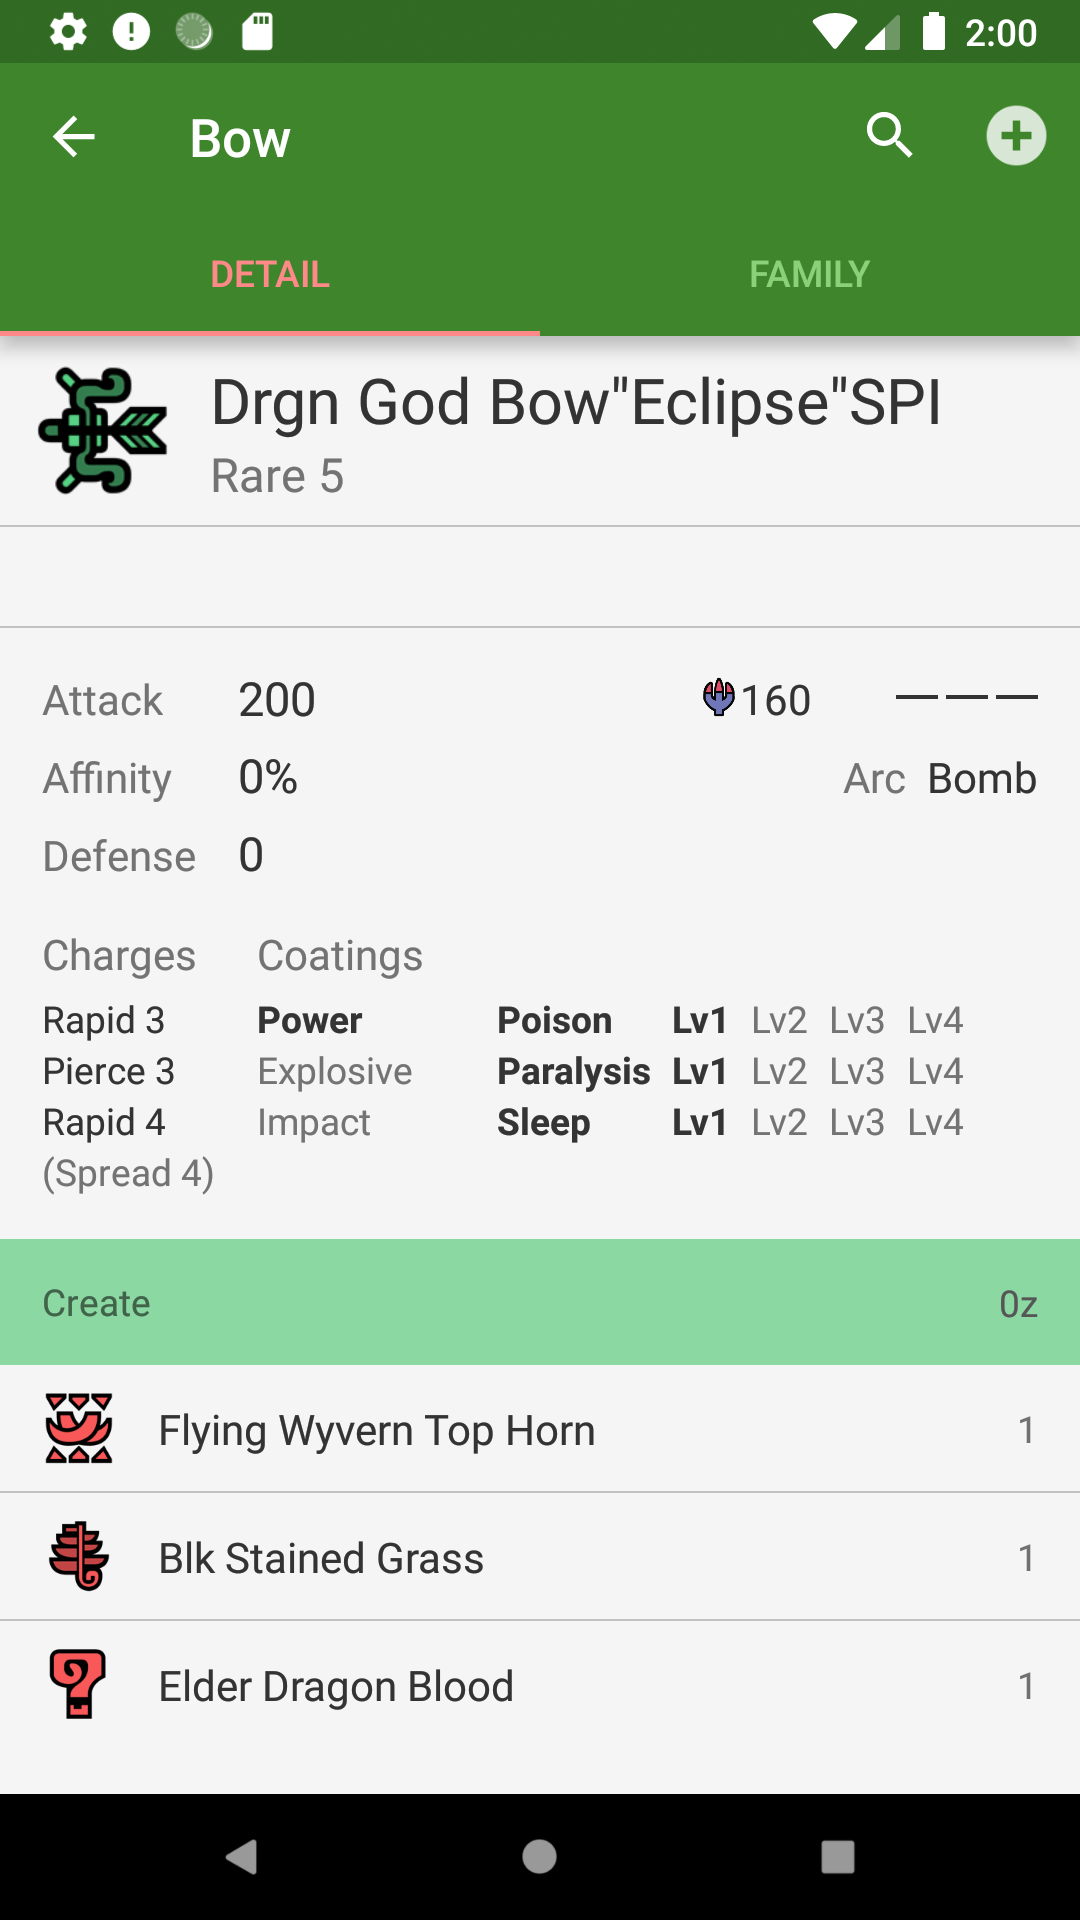 2:00
Bow
DETAIL FAMILY
Drgn God Bow"Eclipse"SPI
Rare 5
Attack 200 160 ———
Affinity 0% Arc Bomb
Defense 0
Charges Coatings
Rapid 3 Power Poison Lv1 Lv2 Lv3 Lv4
Pierce 3 Explosive Paralysis Lv1 Lv2 Lv3 Lv4
Rapid 4 Impact Sleep Lv1 Lv2 Lv3 Lv4
(Spread 4)
Create 0z
Flying Wyvern Top Horn 1
Blk Stained Grass 1
Elder Dragon Blood 1